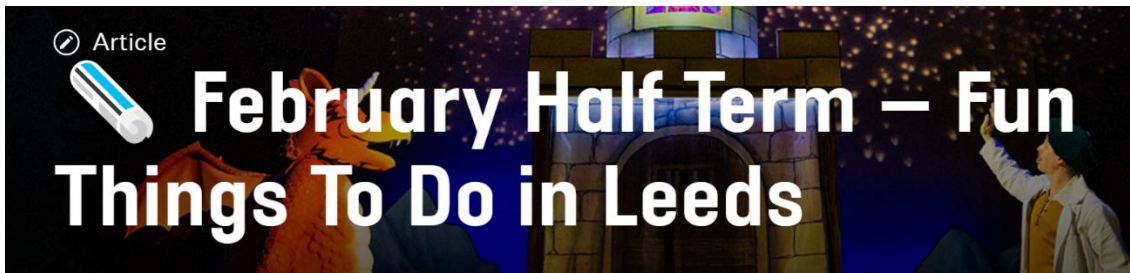 Article
February Half Term – Fun
Things To Do in Leeds